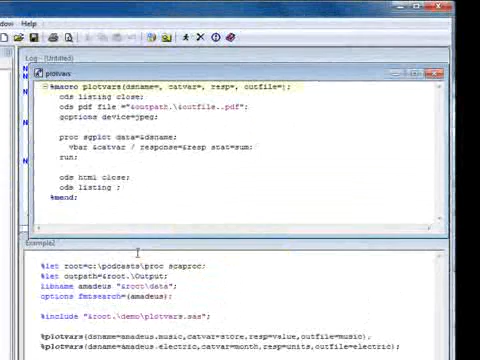 ndow Help
Log - (Untitled)
plotvars
%macro plotvars(dsname=, catvar=, resp=, outfile=);
ods listing close;
ods pdf file ="&outpath.\&outfile..pdf";
goptions device=jpeg;
proc sgplot data=&dsname;
vbar &catvar / response=&resp stat=sum;
run;
ods html close;
ods listing ;
%mend;
Example2
%let root=c:\podcasts\proc scaproc;
%let outpath=&root.\Output;
libname amadeus "&root\data";
options fmtsearch=(amadeus);
%include "&root.\demo\plotvars.sas";
%plotvars(dsname=amadeus.music,catvar=store,resp=value,outfile=music);
%plotvars(dsname=amadeus.electric,catvar=month,resp=units,outfile=electric);